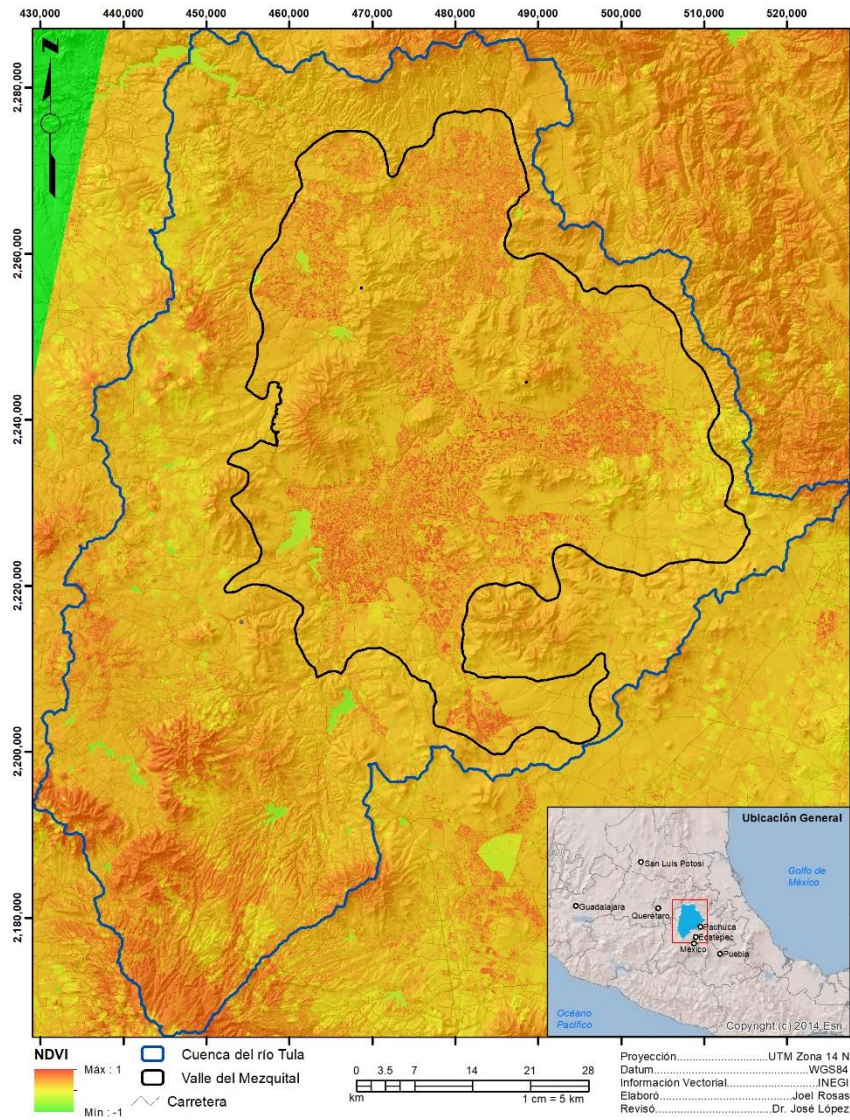 430,000 440,000 450,000 460,000 470,000 480,000 490,000 500,000 510,000 520,000
N
2,280,000
2,260,000
2,240,000
2,220,000
2,200,000
2,180,000
Ubicación General
Golfo de
México
San Luis Potosí
Guadalajara
Querétaro
Pachuca
Ecatepec
México
Puebla
Océano
Pacífico
Copyright:(c) 2014 Esri
NDVI
Máx : 1
Mín : -1
Cuenca del río Tula
Valle del Mezquital
Carretera
0 3.5 7 14 21 28
km
1 cm = 5 km
Proyección UTM Zona 14 N
Datum WGS84
Información Vectorial INEGI
Elaboró Joel Rosas
Revisó Dr. José López